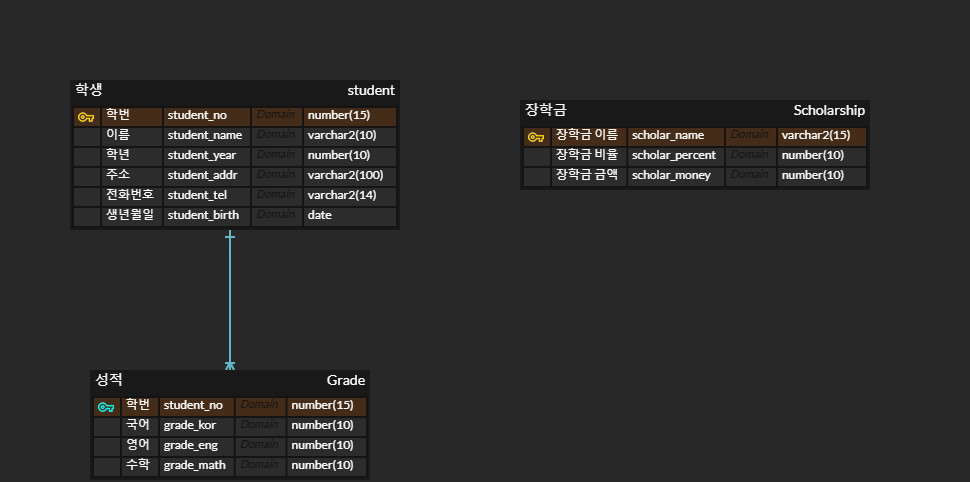 학생 student
학번 student_no Domain number(15)
이름 student_name Domain varchar2(10)
학년 student_year Domain number(10)
주소 student_addr Domain varchar2(100)
전화번호 student_tel Domain varchar2(14)
생년월일 student_birth Domain date
장학금 Scholarship
장학금 이름 scholar_name Domain varchar2(15)
장학금 비율 scholar_percent Domain number(10)
장학금 금액 scholar_money Domain number(10)
성적 Grade
학번 student_no Domain number(15)
국어 grade_kor Domain number(10)
영어 grade_eng Domain number(10)
수학 grade_math Domain number(10)